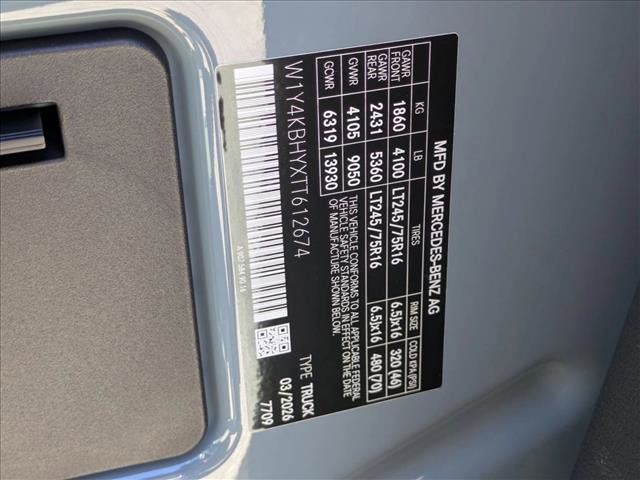 MFD BY MERCEDES-BENZ AG
KG LB TIRES RIM SIZE COLD KPA (PSI)
GAWR FRONT 1860 4100 LT245/75R16 6.5Jx16 320 (46)
GAWR REAR 2431 5360 LT245/75R16 6.5Jx16 480 (70)
GVWR 4105 9050
GCWR 6319 13930
THIS VEHICLE CONFORMS TO ALL APPLICABLE FEDERAL
VEHICLE SAFETY STANDARDS IN EFFECT ON THE DATE
OF MANUFACTURE SHOWN BELOW.
W1Y4KBHYXTT612674
TYPE TRUCK
03/2026
7709